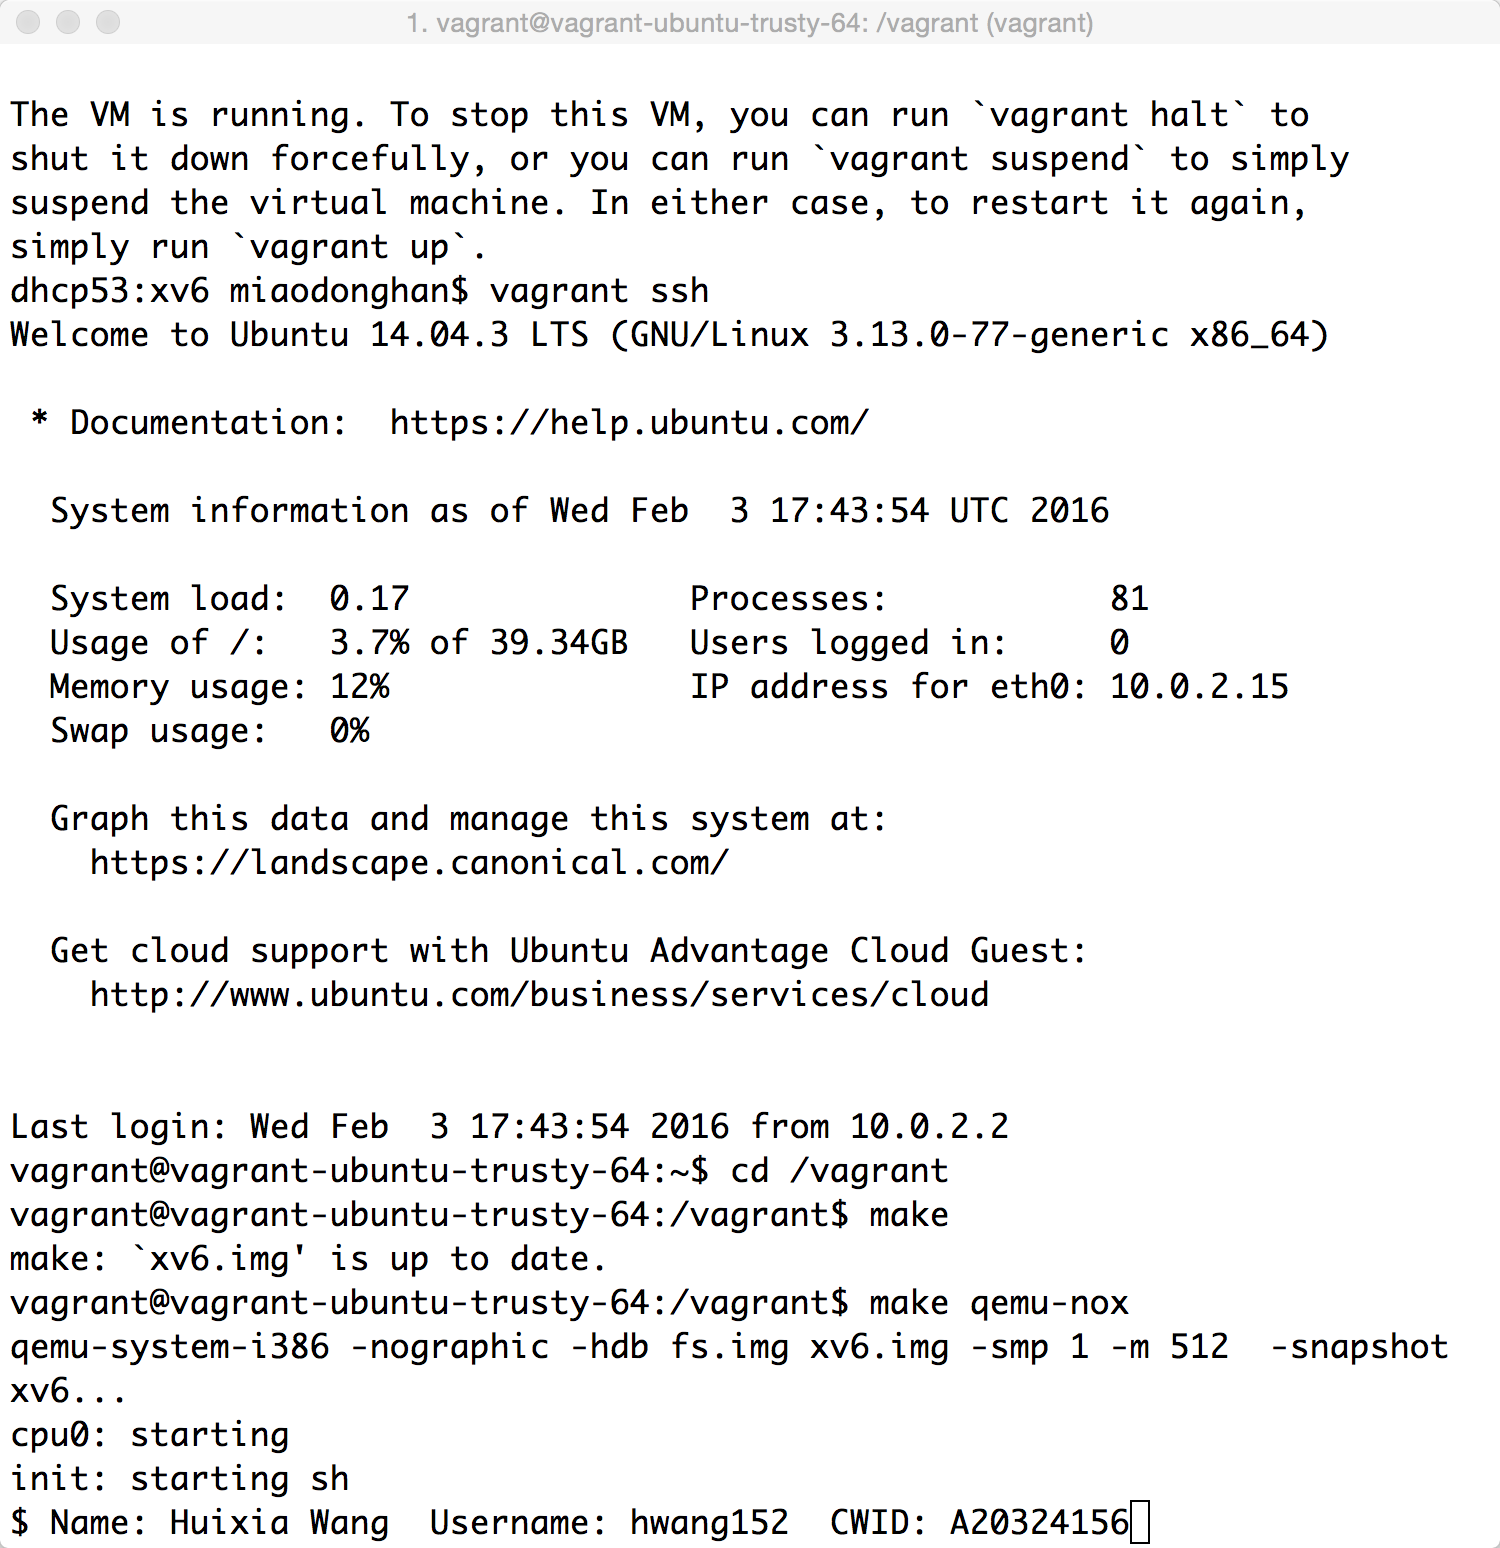 1. vagrant@vagrant-ubuntu-trusty-64: /vagrant (vagrant)
The VM is running. To stop this VM, you can run `vagrant halt` to
shut it down forcefully, or you can run `vagrant suspend` to simply
suspend the virtual machine. In either case, to restart it again,
simply run `vagrant up`.
dhcp53:xv6 miaodonghan$ vagrant ssh
Welcome to Ubuntu 14.04.3 LTS (GNU/Linux 3.13.0-77-generic x86_64)
* Documentation:  https://help.ubuntu.com/
System information as of Wed Feb  3 17:43:54 UTC 2016
System load:  0.17              Processes:           81
Usage of /:   3.7% of 39.34GB   Users logged in:     0
Memory usage: 12%               IP address for eth0: 10.0.2.15
Swap usage:   0%
Graph this data and manage this system at:
https://landscape.canonical.com/
Get cloud support with Ubuntu Advantage Cloud Guest:
http://www.ubuntu.com/business/services/cloud
Last login: Wed Feb  3 17:43:54 2016 from 10.0.2.2
vagrant@vagrant-ubuntu-trusty-64:~$ cd /vagrant
vagrant@vagrant-ubuntu-trusty-64:/vagrant$ make
make: `xv6.img' is up to date.
vagrant@vagrant-ubuntu-trusty-64:/vagrant$ make qemu-nox
qemu-system-i386 -nographic -hdb fs.img xv6.img -smp 1 -m 512  -snapshot
xv6...
cpu0: starting
init: starting sh
$ Name: Huixia Wang  Username: hwang152  CWID: A20324156